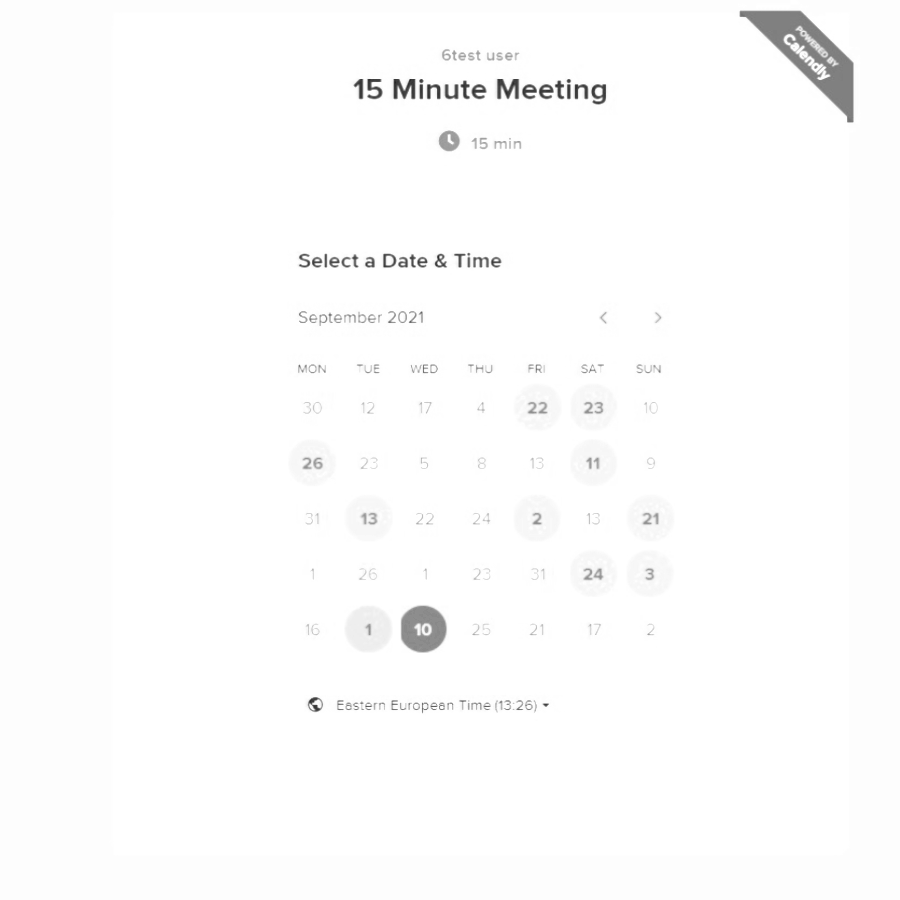 6test user
POWERED BY
Calendly
15 Minute Meeting
15 min
Select a Date & Time
September 2021
MON TUE WED THU FRI SAT SUN
30 12 17 4 22 23 10
26 23 5 8 13 11 9
31 13 22 24 2 13 21
1 26 1 23 31 24 3
16 1 10 25 21 17 2
Eastern European Time (13:26)